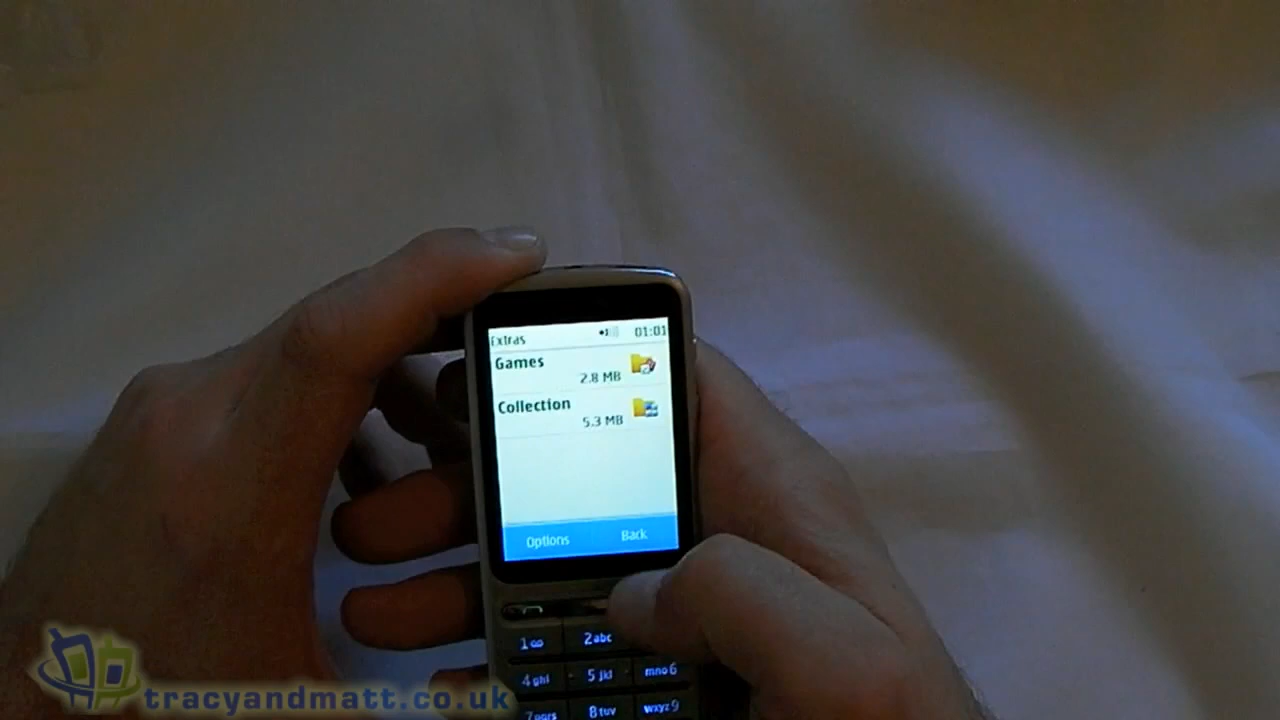 Extras 01:01
Games
2.8 MB
Collection
5.3 MB
Options Back
1
2abc
4ghi 5jkl mno6
7pqrs 8tuv wxyz9
tracyandmatt.co.uk